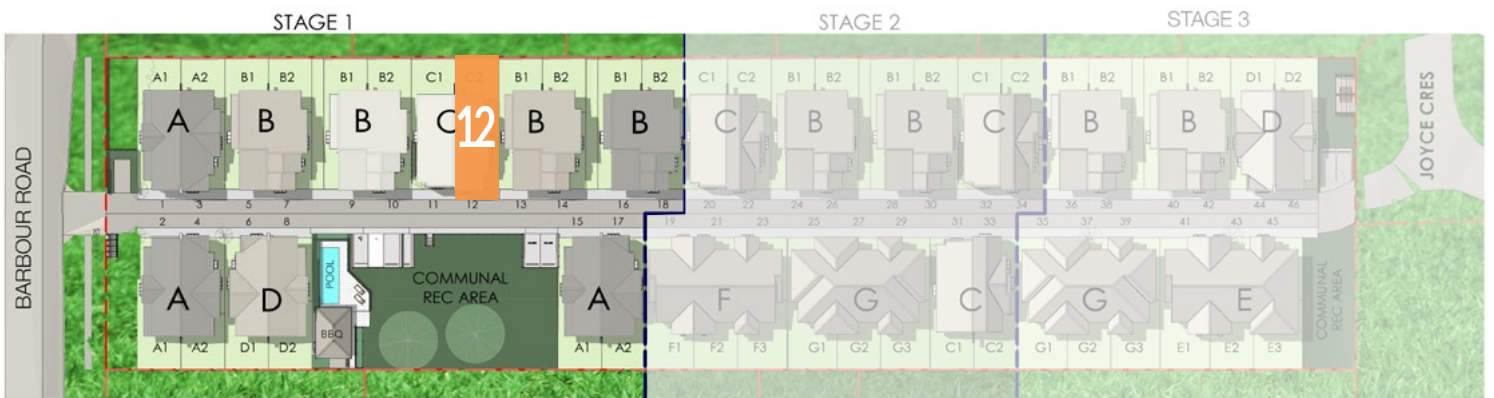 STAGE 1 STAGE 2 STAGE 3
A1 A2 B1 B2 B1 B2 C1 C2 B1 B2 B1 B2 C1 C2 B1 B2 B1 B2 C1 C2 B1 B2 B1 B2 D1 D2
A B B C 12 B B C B B C B B D
BARBOUR ROAD
JOYCE CRES
1 3 5 7 9 10 11 12 13 14 16 18 20 22 24 26 28 30 32 34 36 38 40 42 44 46
2 4 6 8 15 17 19 21 23 25 27 29 31 33 35 37 39 41 43 45
POOL
COMMUNAL
REC AREA
A D A F G C G E
BBQ
COMMUNAL
REC AREA
A1 A2 D1 D2 A1 A2 F1 F2 F3 G1 G2 G3 C1 C2 G1 G2 G3 E1 E2 E3